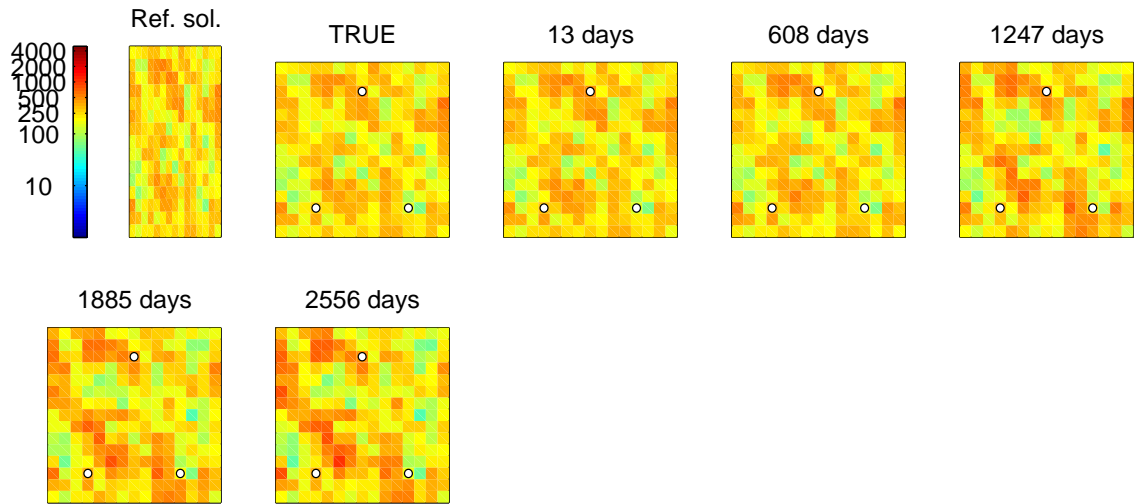 Ref. sol.
TRUE
13 days
608 days
1247 days
4000
2000
1000
500
250
100
10
1885 days
2556 days